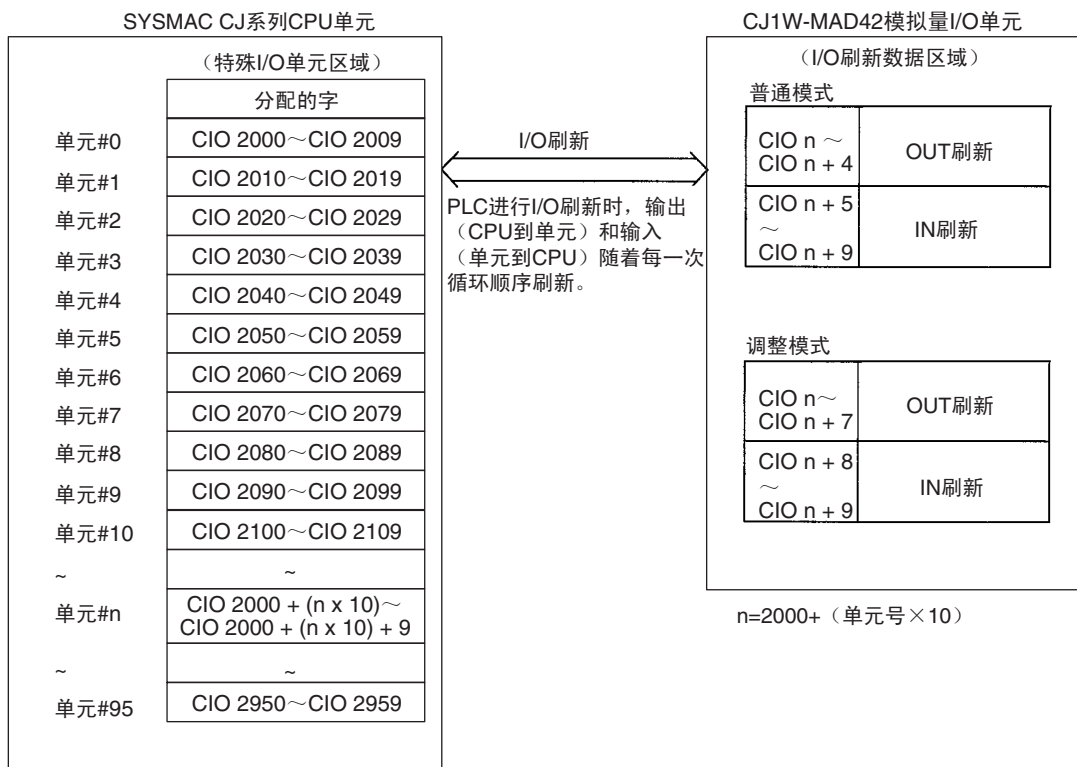 SYSMAC CJ系列CPU单元
（特殊I/O单元区域）
分配的字
单元#0 CIO 2000～CIO 2009
单元#1 CIO 2010～CIO 2019
单元#2 CIO 2020～CIO 2029
单元#3 CIO 2030～CIO 2039
单元#4 CIO 2040～CIO 2049
单元#5 CIO 2050～CIO 2059
单元#6 CIO 2060～CIO 2069
单元#7 CIO 2070～CIO 2079
单元#8 CIO 2080～CIO 2089
单元#9 CIO 2090～CIO 2099
单元#10 CIO 2100～CIO 2109
~ ~
单元#n CIO 2000 + (n x 10)～
CIO 2000 + (n x 10) + 9
~ ~
单元#95 CIO 2950～CIO 2959
I/O刷新
PLC进行I/O刷新时，输出
（CPU到单元）和输入
（单元到CPU）随着每一次
循环顺序刷新。
CJ1W-MAD42模拟量I/O单元
（I/O刷新数据区域）
普通模式
CIO n ～
CIO n + 4
OUT刷新
CIO n + 5
～
CIO n + 9
IN刷新
调整模式
CIO n～
CIO n + 7
OUT刷新
CIO n + 8
～
CIO n + 9
IN刷新
n=2000+（单元号×10）